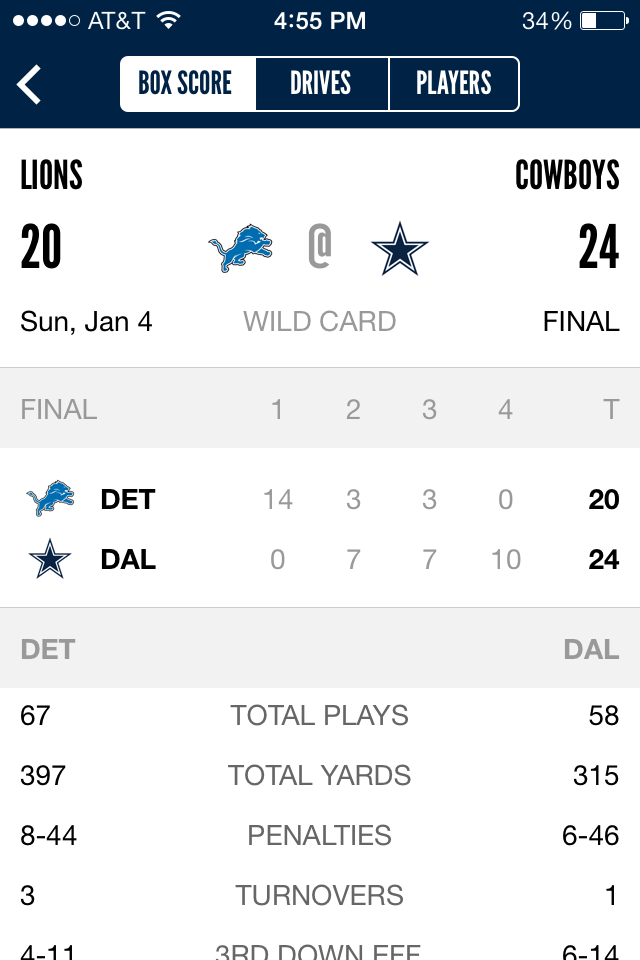 AT&T 4:55 PM 34%
BOX SCORE DRIVES PLAYERS
LIONS COWBOYS
20 @ 24
Sun, Jan 4 WILD CARD FINAL
FINAL 1 2 3 4 T
DET 14 3 3 0 20
DAL 0 7 7 10 24
DET DAL
67 TOTAL PLAYS 58
397 TOTAL YARDS 315
8-44 PENALTIES 6-46
3 TURNOVERS 1
4-11 3RD DOWN EFF 6-14